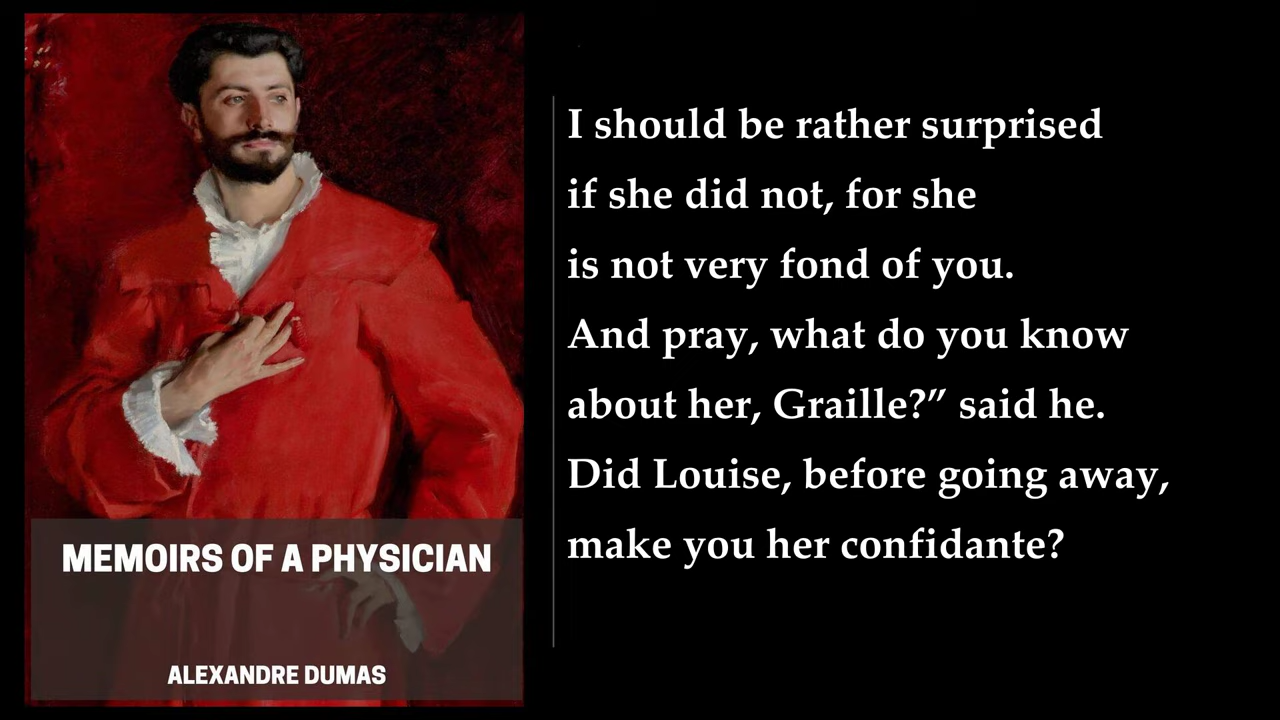 MEMOIRS OF A PHYSICIAN
ALEXANDRE DUMAS
I should be rather surprised
if she did not, for she
is not very fond of you.
And pray, what do you know
about her, Graille?” said he.
Did Louise, before going away,
make you her confidante?